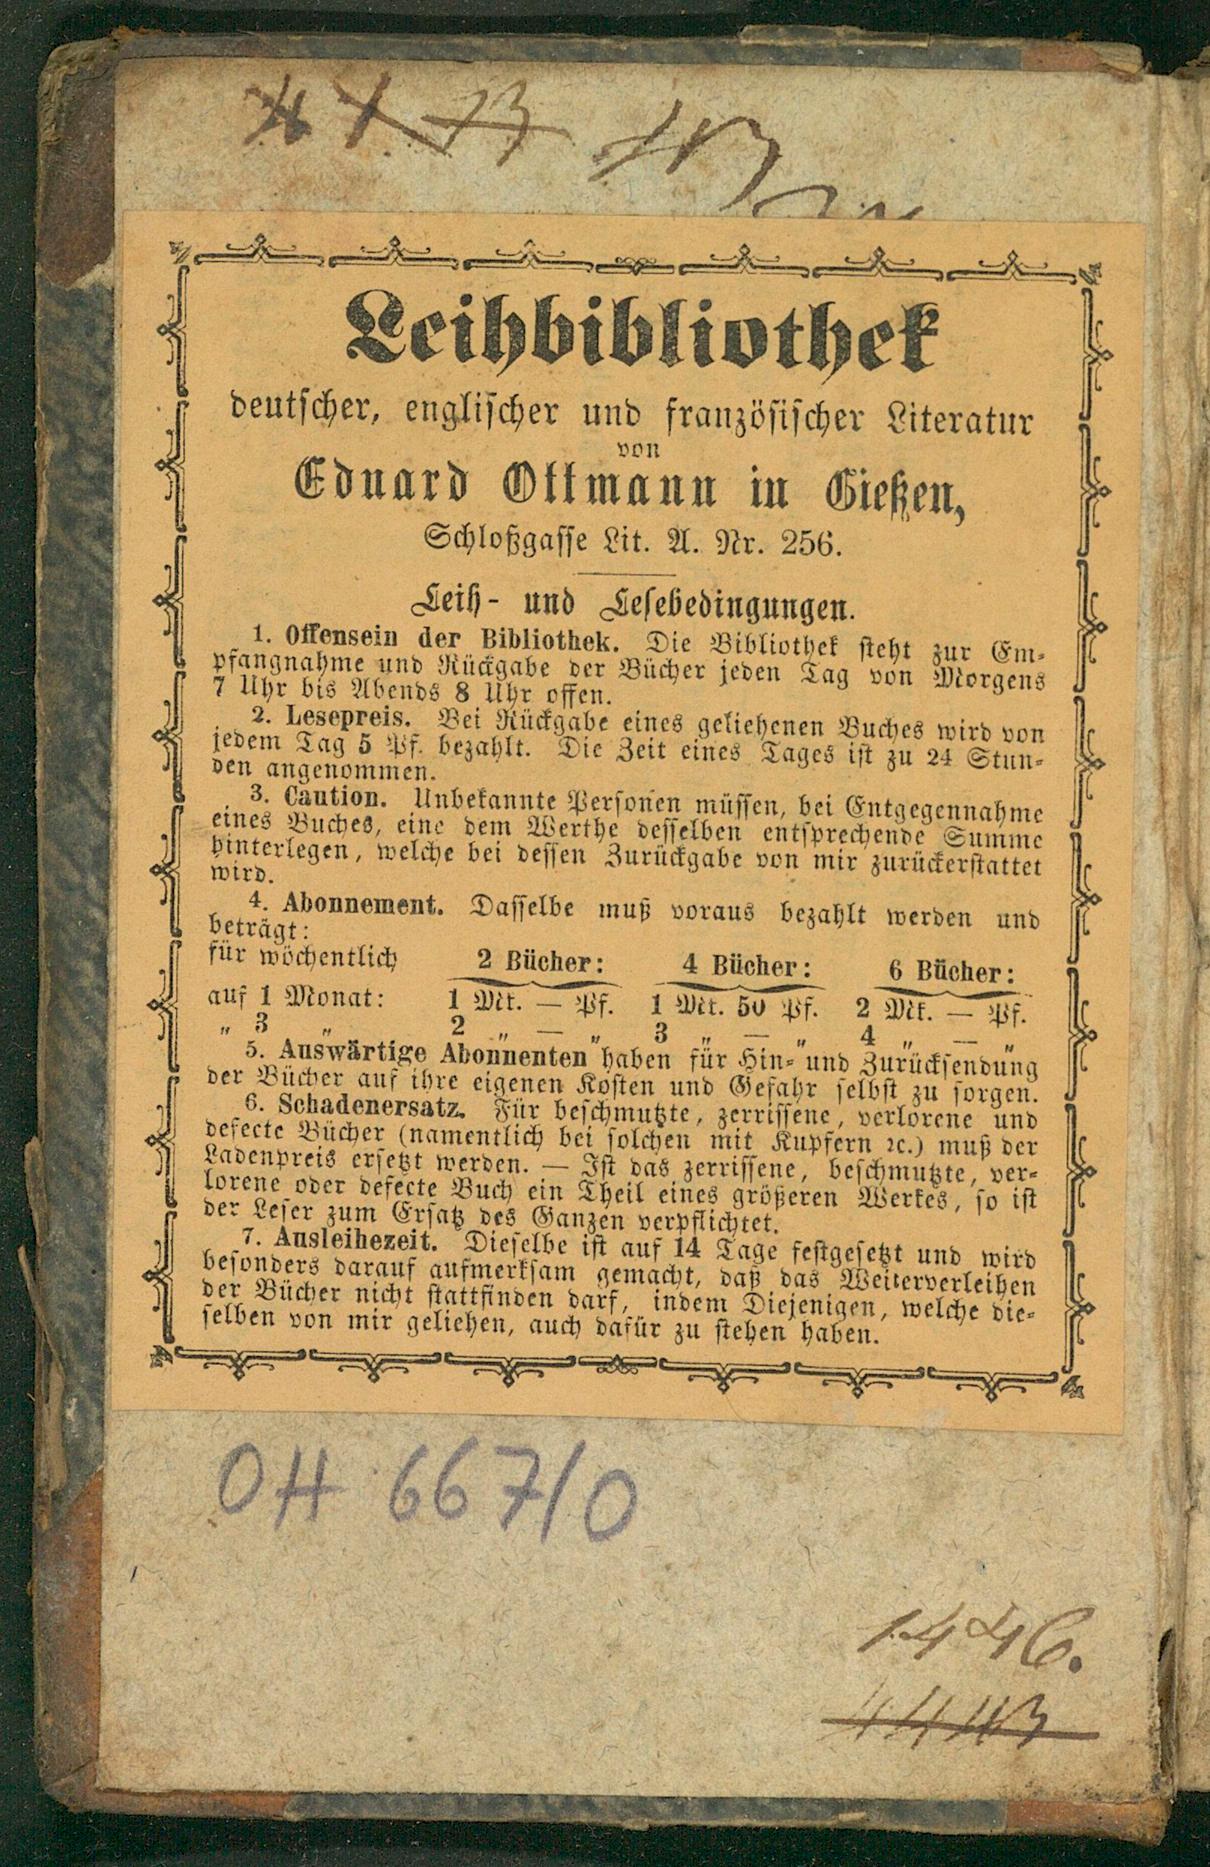 Leihbibliothek
deutscher, englischer und französischer Literatur
von
Eduard Ottmann in Gießen,
Schloßgasse Lit. A. Nr. 256.
Leih- und Lesebedingungen.
1. Offensein der Bibliothek. Die Bibliothek steht zur Em-
pfangnahme und Rückgabe der Bücher jeden Tag von Morgens
7 Uhr bis Abends 8 Uhr offen.
2. Lesepreis. Bei Rückgabe eines geliehenen Buches wird von
jedem Tag 5 Pf. bezahlt. Die Zeit eines Tages ist zu 24 Stun-
den angenommen.
3. Caution. Unbekannte Personen müssen, bei Entgegennahme
eines Buches, eine dem Werthe desselben entsprechende Summe
hinterlegen, welche bei dessen Zurückgabe von mir zurückerstattet
wird.
4. Abonnement. Dasselbe muß voraus bezahlt werden und
beträgt:
für wöchentlich 2 Bücher: 4 Bücher: 6 Bücher:
auf 1 Monat: 1 Mk. — Pf. 1 Mk. 50 Pf. 2 Mk. — Pf.
„ 3 „ 2 „ — „ 3 „ — „ 4 „ — „
5. Auswärtige Abonnenten haben für Hin- und Zurücksendung
der Bücher auf ihre eigenen Kosten und Gefahr selbst zu sorgen.
6. Schadenersatz. Für beschmutzte, zerrissene, verlorene und
defecte Bücher (namentlich bei solchen mit Kupfern ꝛc.) muß der
Ladenpreis ersetzt werden. — Ist das zerrissene, beschmutzte, ver-
lorene oder defecte Buch ein Theil eines größeren Werkes, so ist
der Leser zum Ersatz des Ganzen verpflichtet.
7. Ausleihezeit. Dieselbe ist auf 14 Tage festgesetzt und wird
besonders darauf aufmerksam gemacht, daß das Weiterverleihen
der Bücher nicht stattfinden darf, indem Diejenigen, welche die-
selben von mir geliehen, auch dafür zu stehen haben.
OH 667/0
1446.